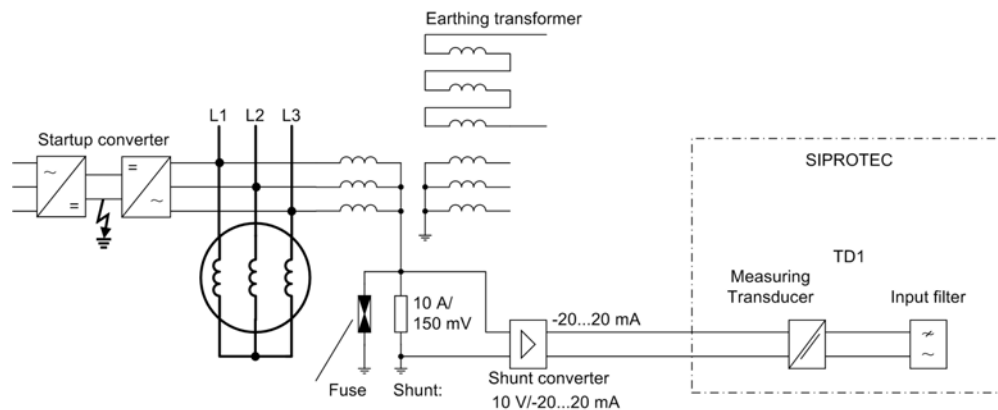 Earthing transformer
L1 L2 L3
Startup converter
~
=
=
~
SIPROTEC
TD1
Measuring
Transducer
Input filter
10 A/
150 mV
-20...20 mA
≁
~
Fuse
Shunt:
Shunt converter
10 V/-20...20 mA